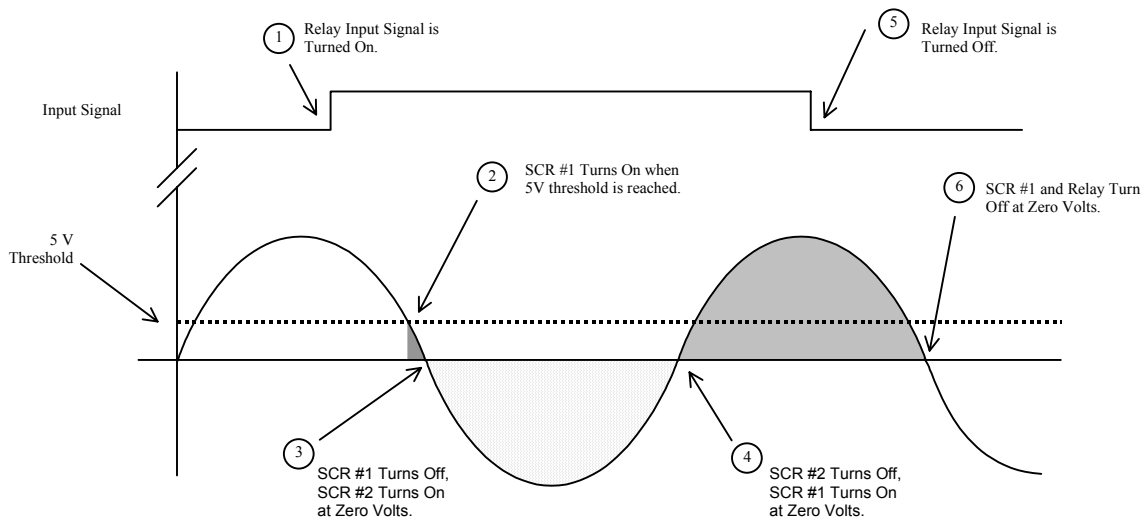 1
Relay Input Signal is
Turned On.
5
Relay Input Signal is
Turned Off.
Input Signal
2
SCR #1 Turns On when
5V threshold is reached.
6
SCR #1 and Relay Turn
Off at Zero Volts.
5 V
Threshold
3
SCR #1 Turns Off,
SCR #2 Turns On
at Zero Volts.
4
SCR #2 Turns Off,
SCR #1 Turns On
at Zero Volts.